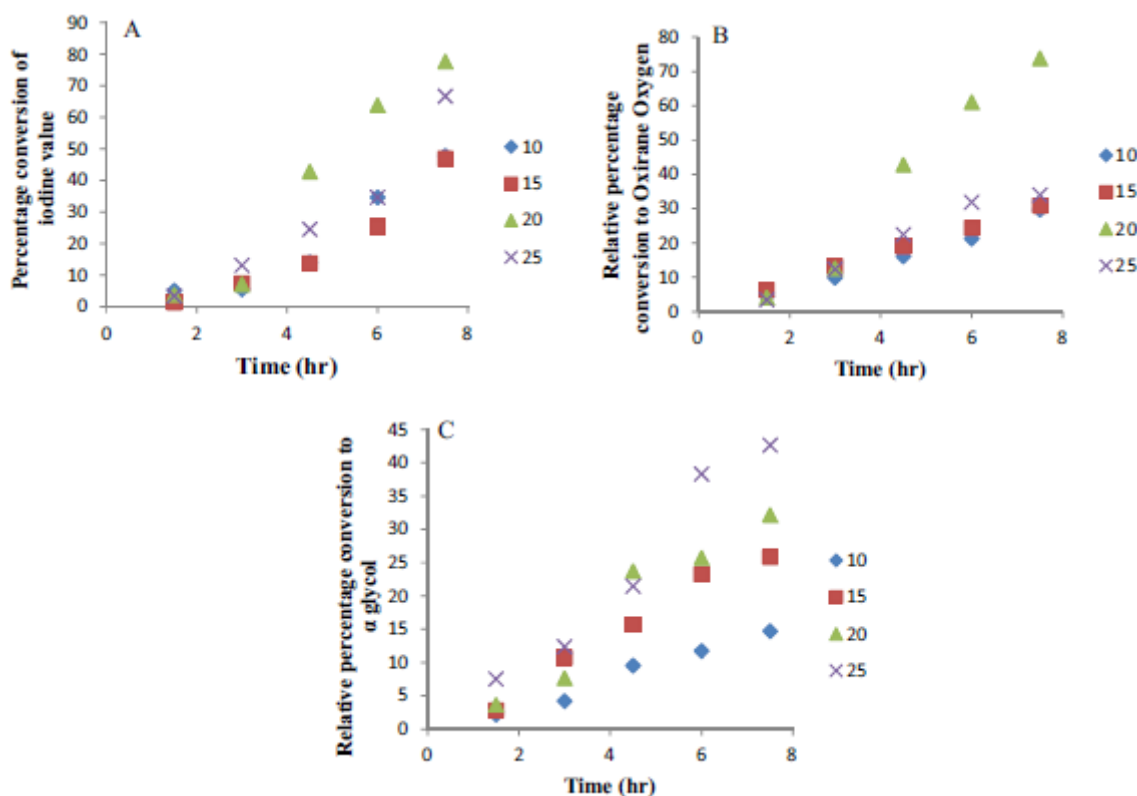 A
Percentage conversion of
iodine value
90
80
70
60
50
40
30
20
10
0
0 2 4 6 8
Time (hr)
10
15
20
25
B
Relative percentage
conversion to Oxirane Oxygen
80
70
60
50
40
30
20
10
0
0 2 4 6 8
Time (hr)
10
15
20
25
C
Relative percentage conversion to
α glycol
45
40
35
30
25
20
15
10
5
0
0 2 4 6 8
Time (hr)
10
15
20
25